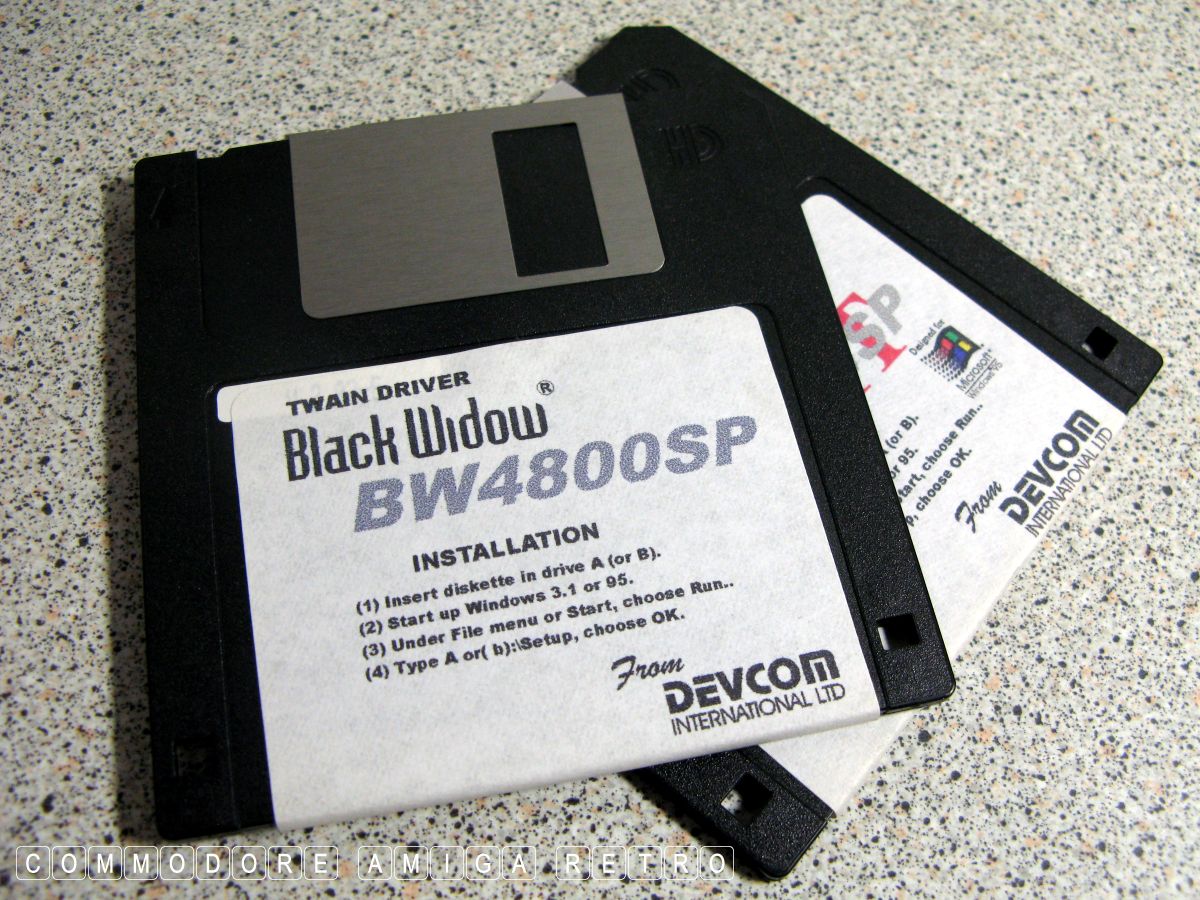 TWAIN DRIVER
Black Widow®
BW4800SP
INSTALLATION
(1) Insert diskette in drive A (or B).
(2) Start up Windows 3.1 or 95.
(3) Under File menu or Start, choose Run..
(4) Type A or( b):\Setup, choose OK.
From
DEVCOM
INTERNATIONAL LTD
HD
SP
Designed for
Microsoft®
Windows®95
(or B).
95.
choose Run..
choose OK.
From
DEVCOM
INTERNATIONAL LTD
COMMODORE AMIGA RETRO